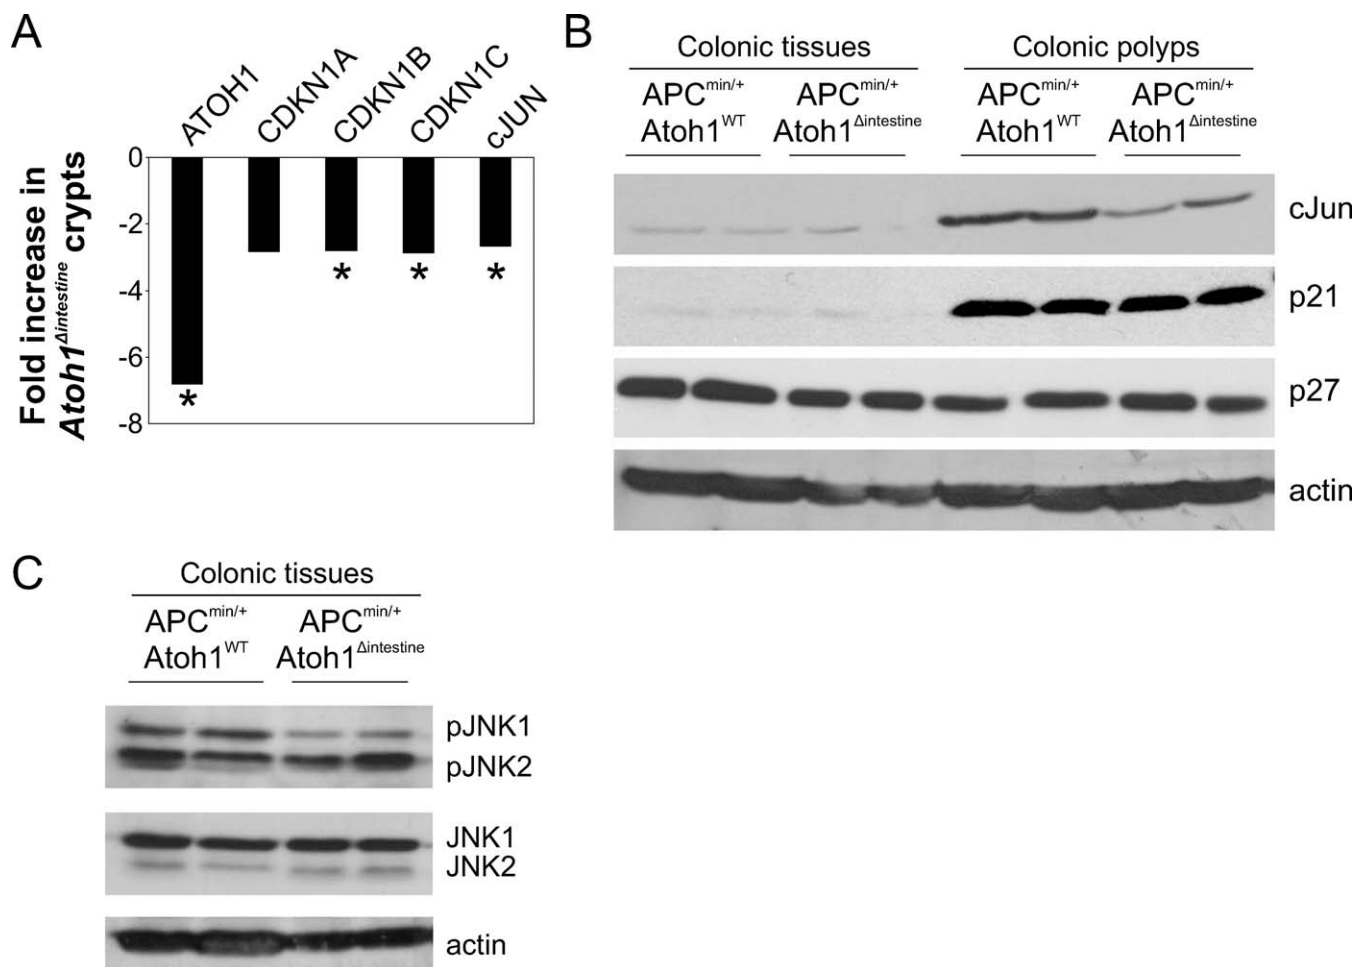 A
ATOH1
CDKN1A
CDKN1B
CDKN1C
cJUN
Fold increase in
Atoh1Δintestine crypts
0
-2
-4
-6
-8
*
*
*
*
B
Colonic tissues
Colonic polyps
APCmin/+
Atoh1WT
APCmin/+
Atoh1Δintestine
APCmin/+
Atoh1WT
APCmin/+
Atoh1Δintestine
cJun
p21
p27
actin
C
Colonic tissues
APCmin/+
Atoh1WT
APCmin/+
Atoh1Δintestine
pJNK1
pJNK2
JNK1
JNK2
actin